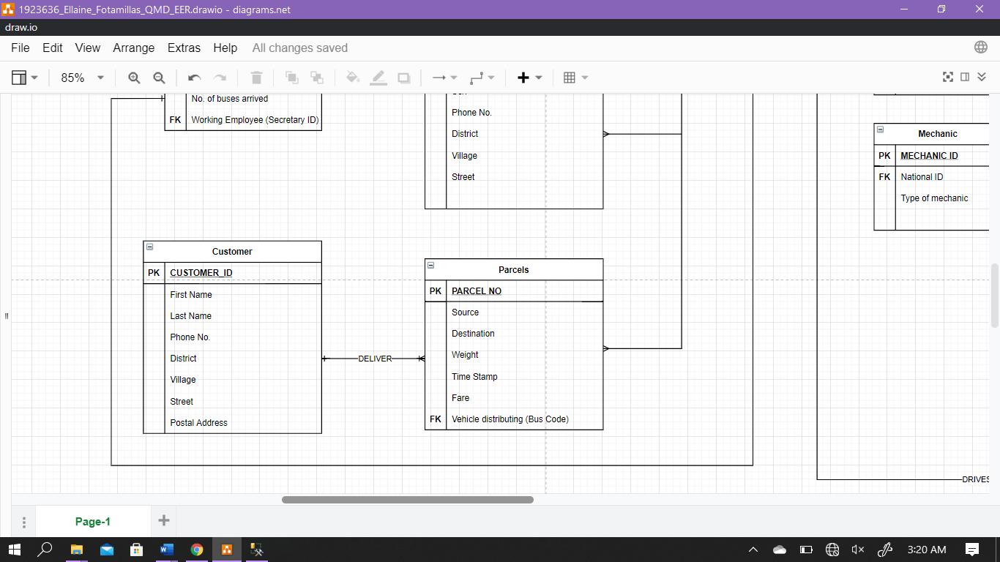 1923636_Ellaine_Fotamillas_QMD_EER.drawio - diagrams.net
draw.io
File Edit View Arrange Extras Help All changes saved
85%
No. of buses arrived
FK Working Employee (Secretary ID)
Phone No.
District
Village
Street
Mechanic
PK MECHANIC ID
FK National ID
Type of mechanic
Customer
PK CUSTOMER_ID
First Name
Last Name
Phone No.
District
Village
Street
Postal Address
DELIVER
Parcels
PK PARCEL NO
Source
Destination
Weight
Time Stamp
Fare
FK Vehicle distributing (Bus Code)
DRIVES
Page-1
3:20 AM